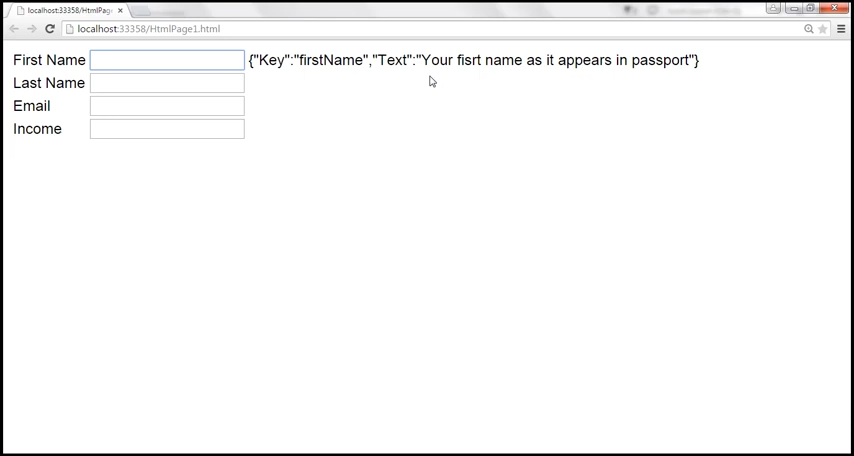 localhost:33358/HtmlPag
localhost:33358/HtmlPage1.html
First Name {"Key":"firstName","Text":"Your fisrt name as it appears in passport"}
Last Name
Email
Income